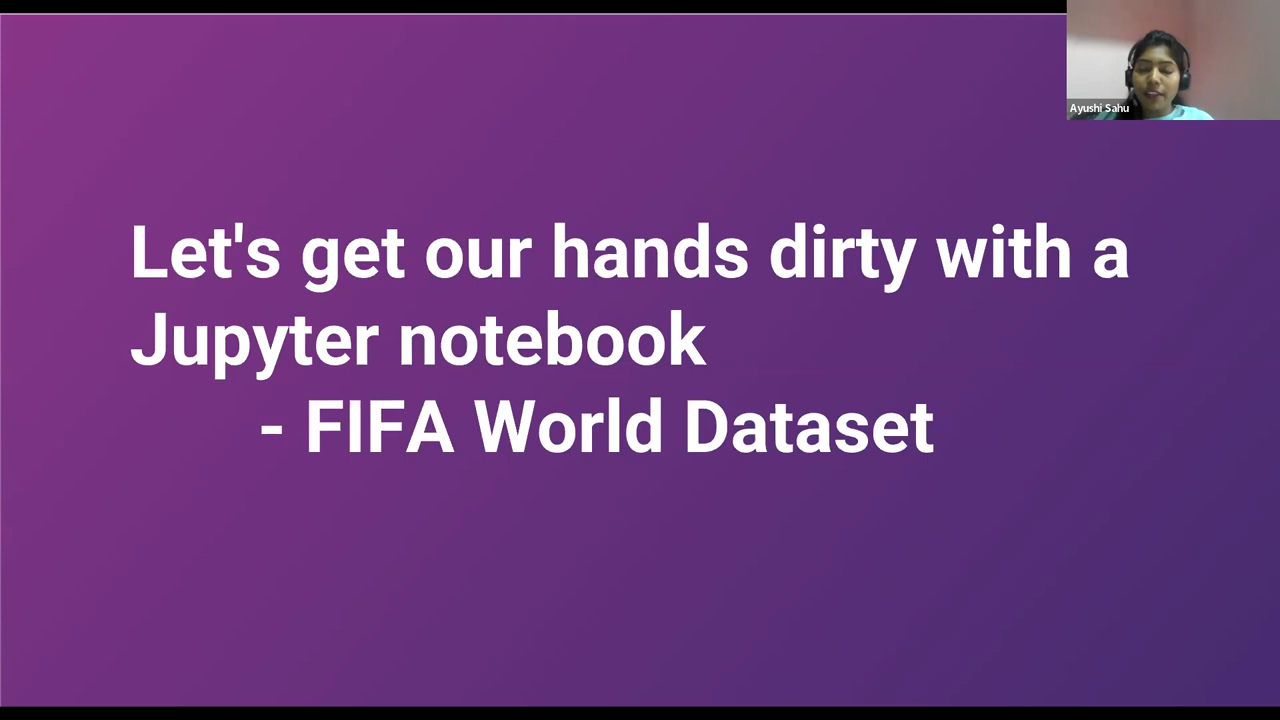 Ayushi Sahu
Let's get our hands dirty with a
Jupyter notebook
- FIFA World Dataset